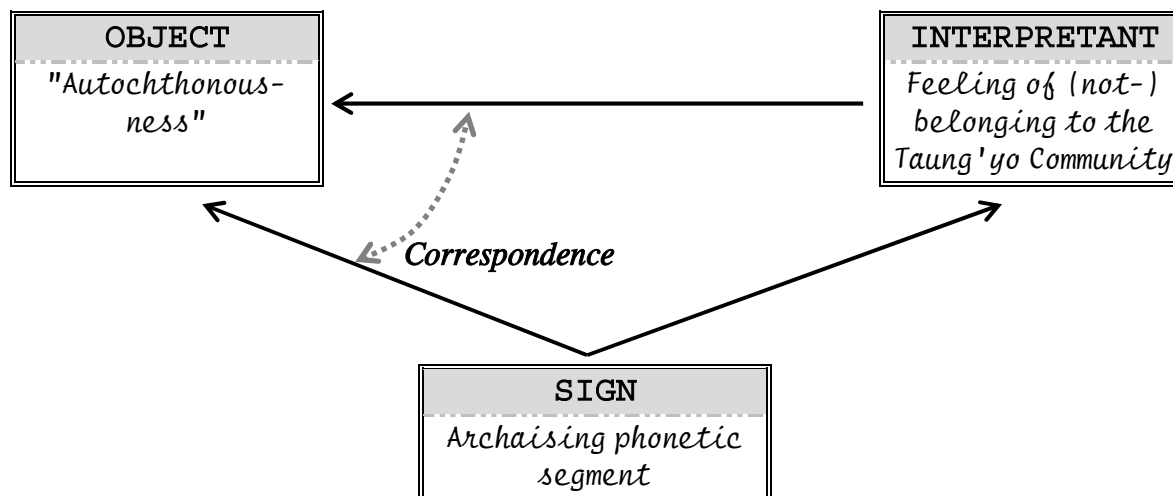 OBJECT
"Autochthonous-
ness"
INTERPRETANT
Feeling of (not-)
belonging to the
Taung'yo Community
Correspondence
SIGN
Archaising phonetic
segment